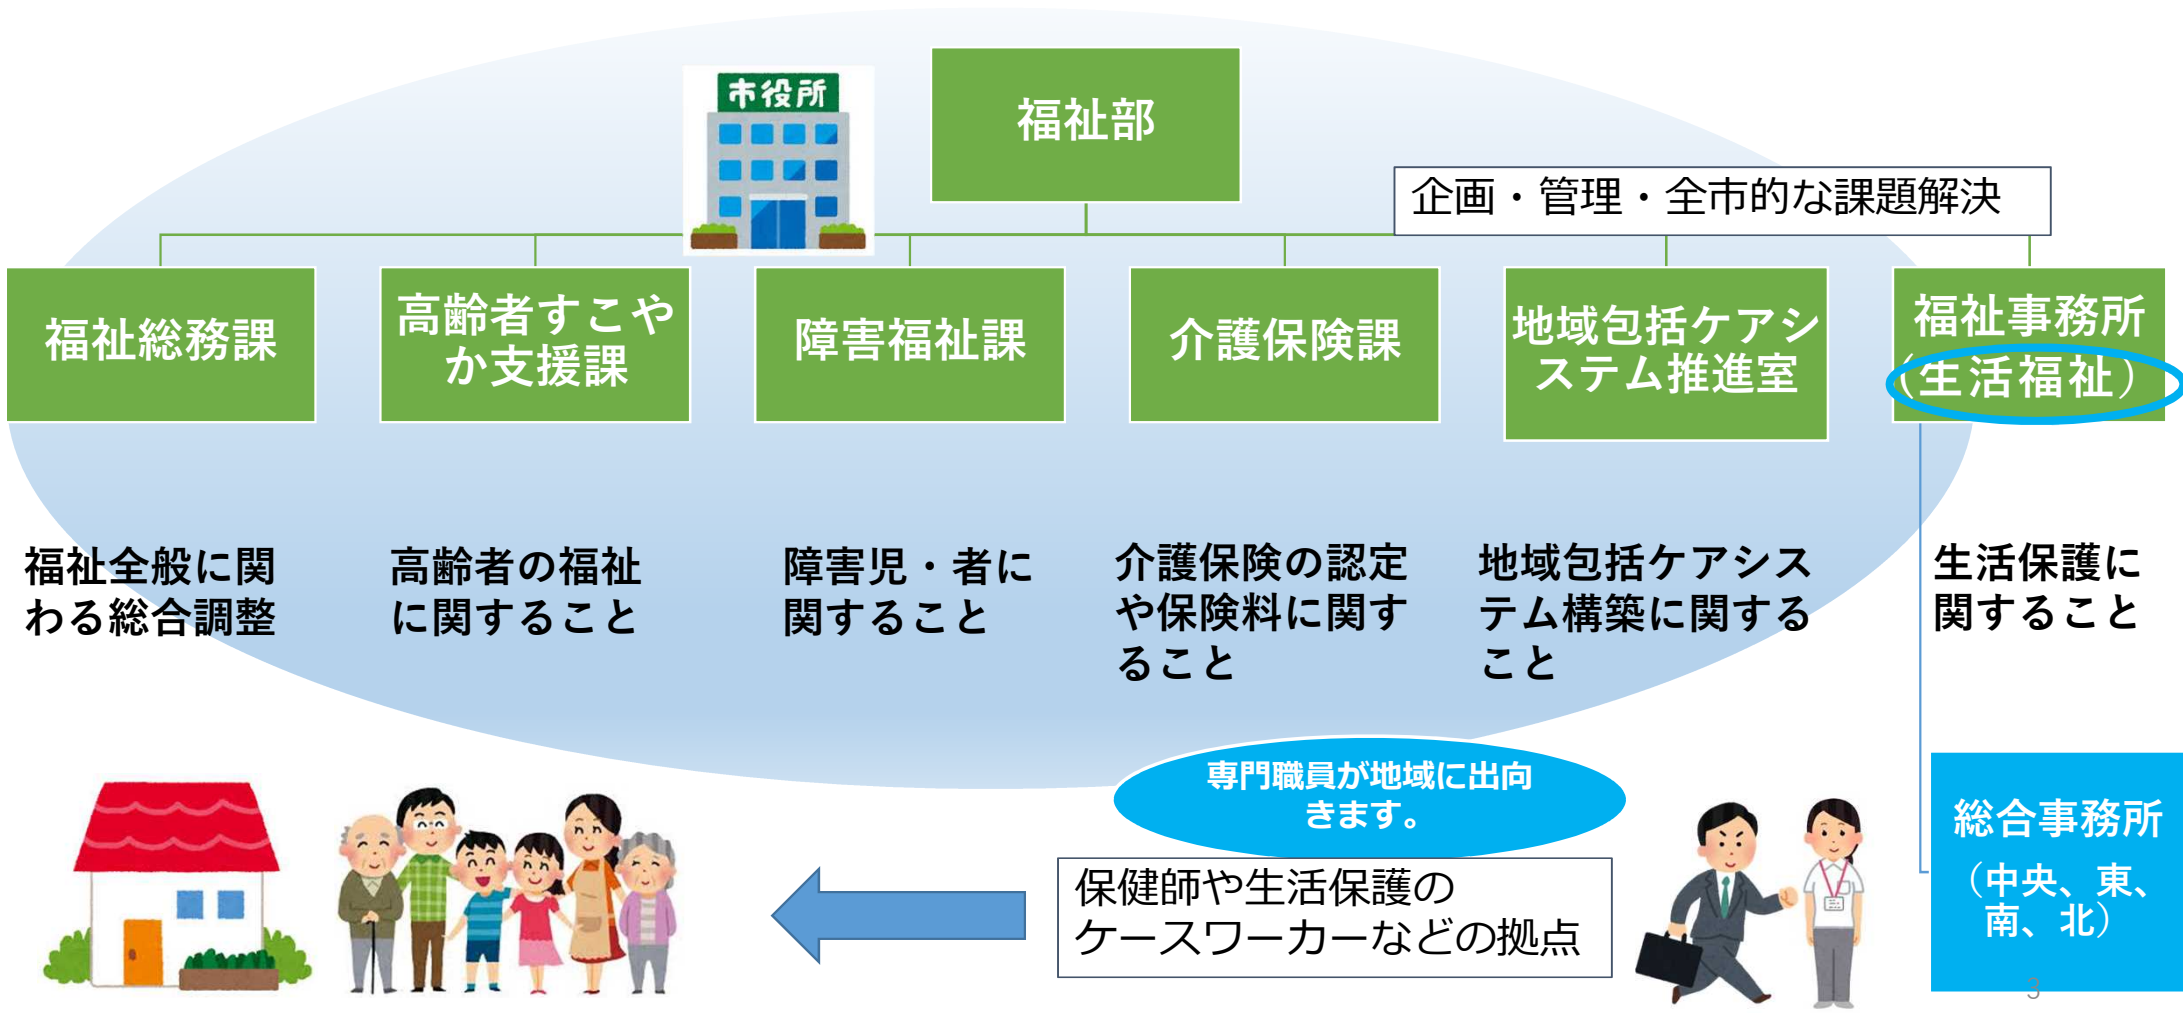 市役所
福祉部
企画・管理・全市的な課題解決
福祉総務課
高齢者すこや
か支援課
障害福祉課
介護保険課
地域包括ケアシ
ステム推進室
福祉事務所
（生活福祉）
福祉全般に関
わる総合調整
高齢者の福祉
に関すること
障害児・者に
関すること
介護保険の認定
や保険料に関す
ること
地域包括ケアシス
テム構築に関する
こと
生活保護に
関すること
専門職員が地域に出向
きます。
保健師や生活保護の
ケースワーカーなどの拠点
総合事務所
（中央、東、
南、北）
3